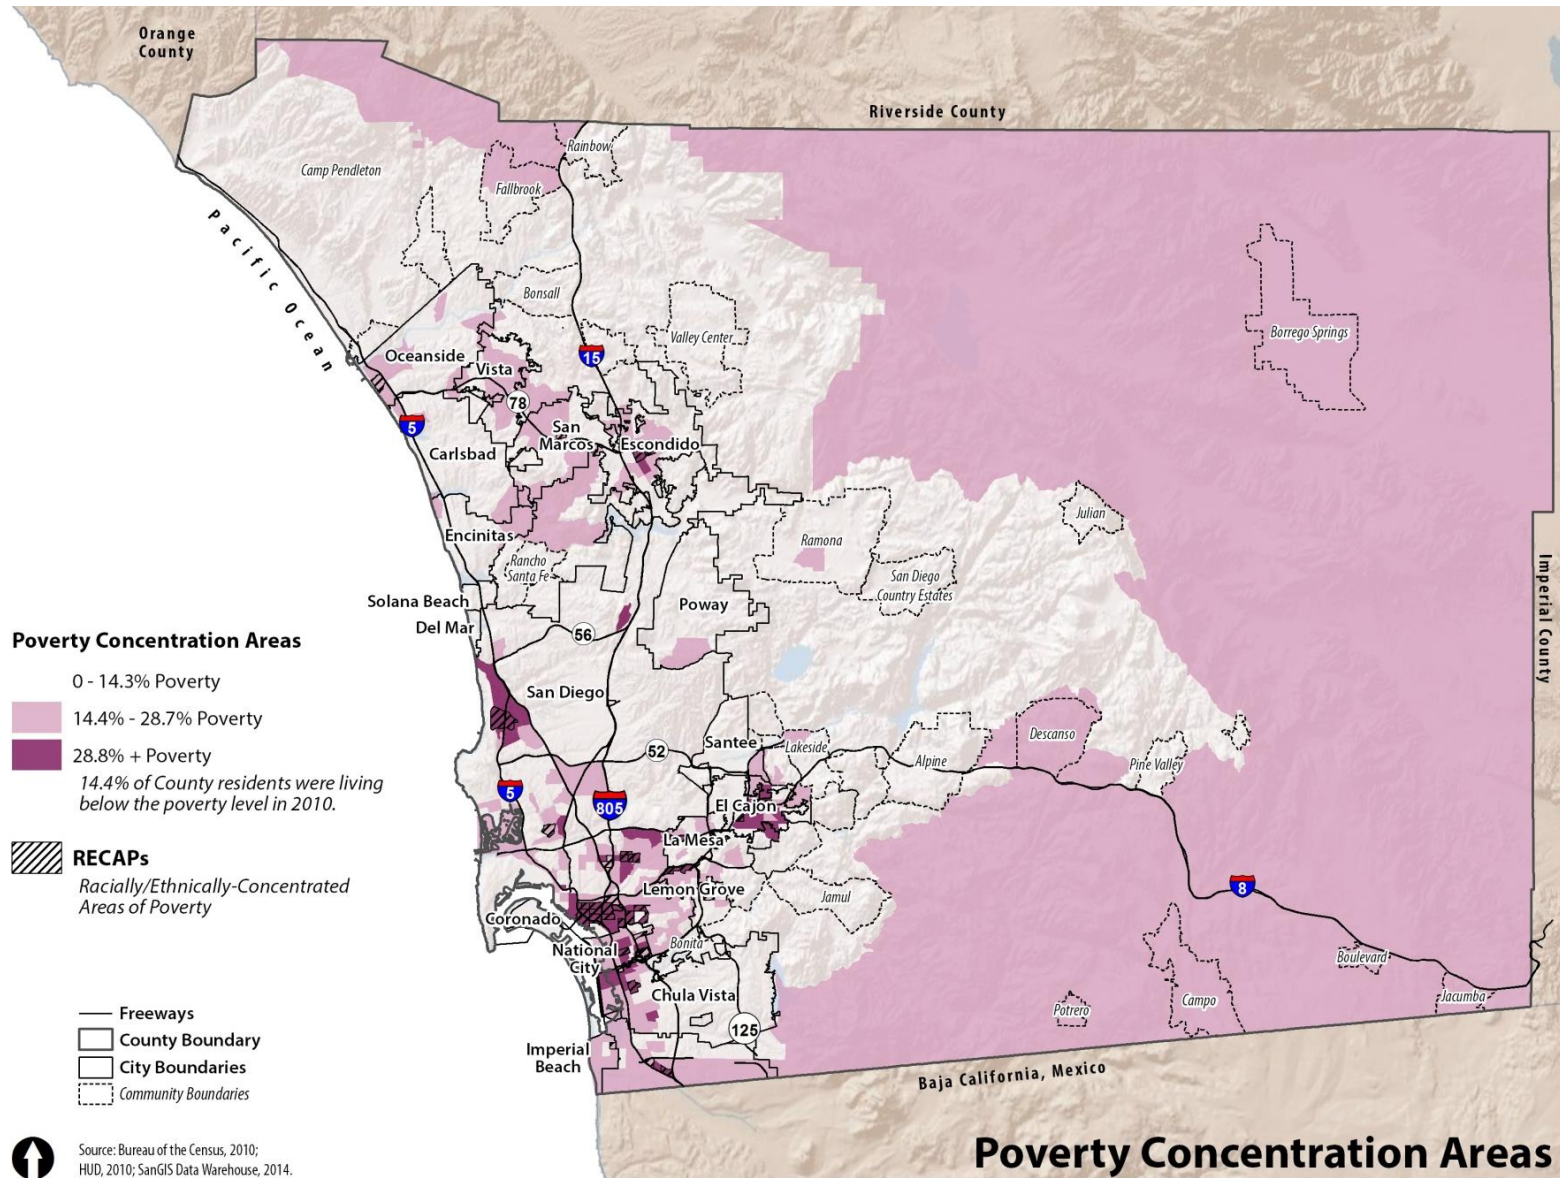 Orange
County
Riverside County
Rainbow
Camp Pendleton
Fallbrook
Pacific Ocean
Bonsall
Valley Center
Borrego Springs
Oceanside
Vista
15
78
5
San
Marcos
Escondido
Carlsbad
Julian
Encinitas
Ramona
Rancho
Santa Fe
San Diego
Country Estates
Imperial County
Solana Beach
Poway
Del Mar
56
Poverty Concentration Areas
0 - 14.3% Poverty
14.4% - 28.7% Poverty
28.8% + Poverty
14.4% of County residents were living
below the poverty level in 2010.
RECAPs
Racially/Ethnically-Concentrated
Areas of Poverty
San Diego
52
Santee
Lakeside
Alpine
Descanso
Pine Valley
5
805
El Cajon
La Mesa
Lemon Grove
Jamul
8
Coronado
National
City
Bonita
Boulevard
Chula Vista
Potrero
Campo
Jacumba
125
Imperial
Beach
Baja California, Mexico
Freeways
County Boundary
City Boundaries
Community Boundaries
Source: Bureau of the Census, 2010;
HUD, 2010; SanGIS Data Warehouse, 2014.
Poverty Concentration Areas